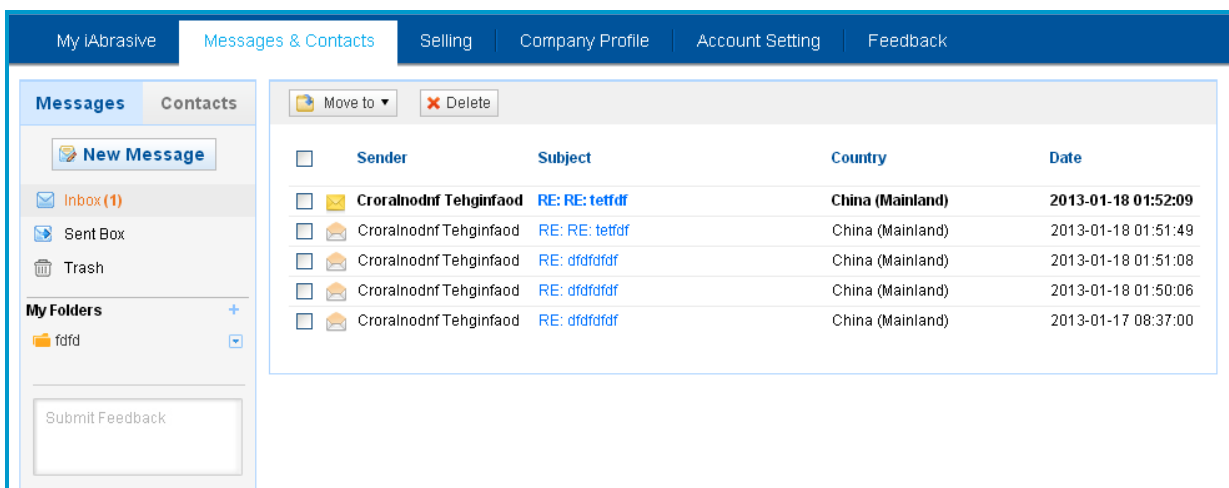 My iAbrasive Messages & Contacts Selling Company Profile Account Setting Feedback
Messages Contacts
New Message
Inbox (1)
Sent Box
Trash
My Folders +
fdfd
Submit Feedback
Move to Delete
Sender Subject Country Date
Croralnodnf Tehginfaod RE: RE: tetfdf China (Mainland) 2013-01-18 01:52:09
Croralnodnf Tehginfaod RE: RE: tetfdf China (Mainland) 2013-01-18 01:51:49
Croralnodnf Tehginfaod RE: dfdfdfdf China (Mainland) 2013-01-18 01:51:08
Croralnodnf Tehginfaod RE: dfdfdfdf China (Mainland) 2013-01-18 01:50:06
Croralnodnf Tehginfaod RE: dfdfdfdf China (Mainland) 2013-01-17 08:37:00